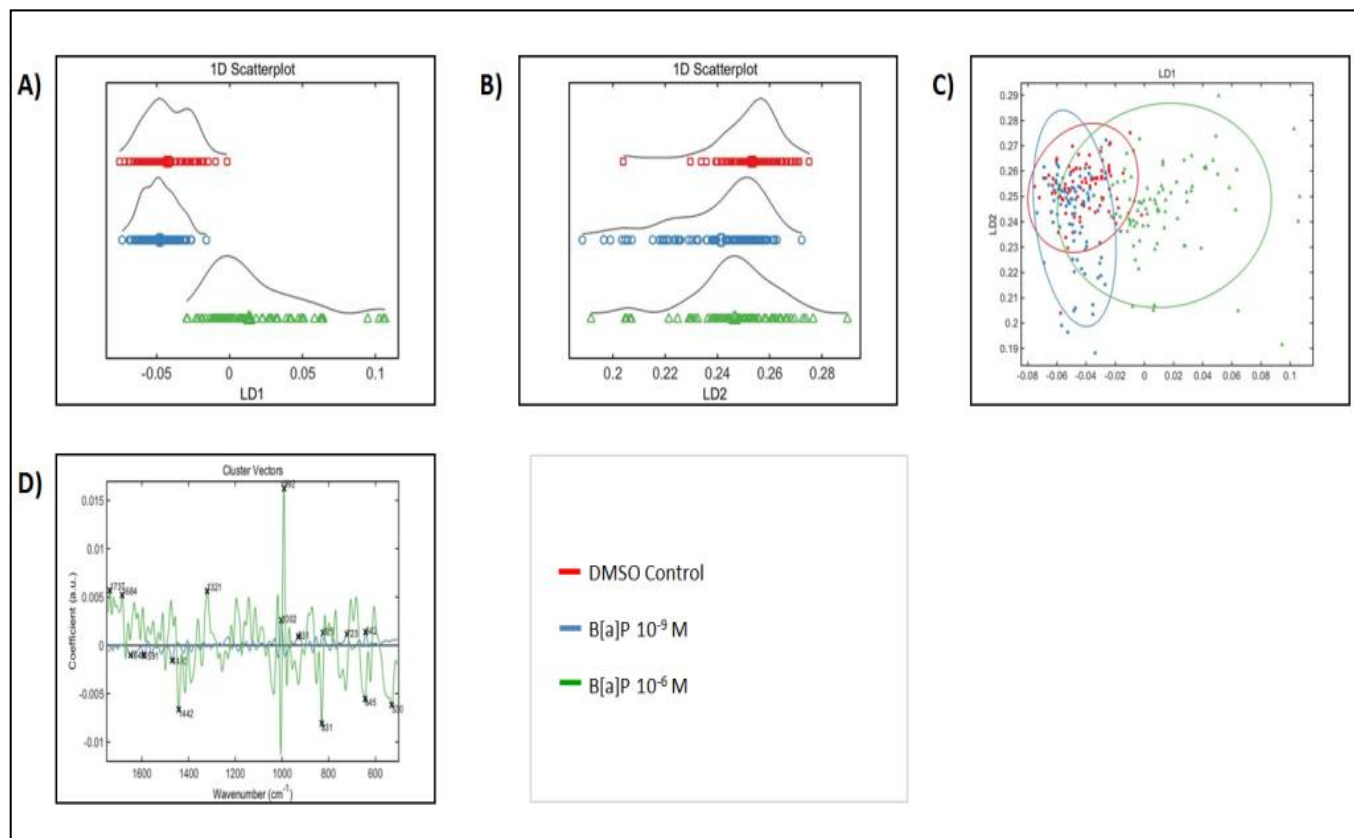 A)
1D Scatterplot
-0.05 0 0.05 0.1
LD1
B)
1D Scatterplot
0.2 0.22 0.24 0.26 0.28
LD2
C)
LD1
0.29
0.28
0.27
0.26
0.25
0.24
0.23
0.22
0.21
0.2
0.19
LD2
-0.08 -0.06 -0.04 -0.02 0 0.02 0.04 0.06 0.08 0.1
D)
Cluster Vectors
0.015
0.01
0.005
0
-0.005
-0.01
Coefficient (a.u.)
1737
1684
1321
1002
723
1442
831
645
530
1600 1400 1200 1000 800 600
Wavenumber (cm⁻¹)
DMSO Control
B[a]P 10⁻⁹ M
B[a]P 10⁻⁶ M